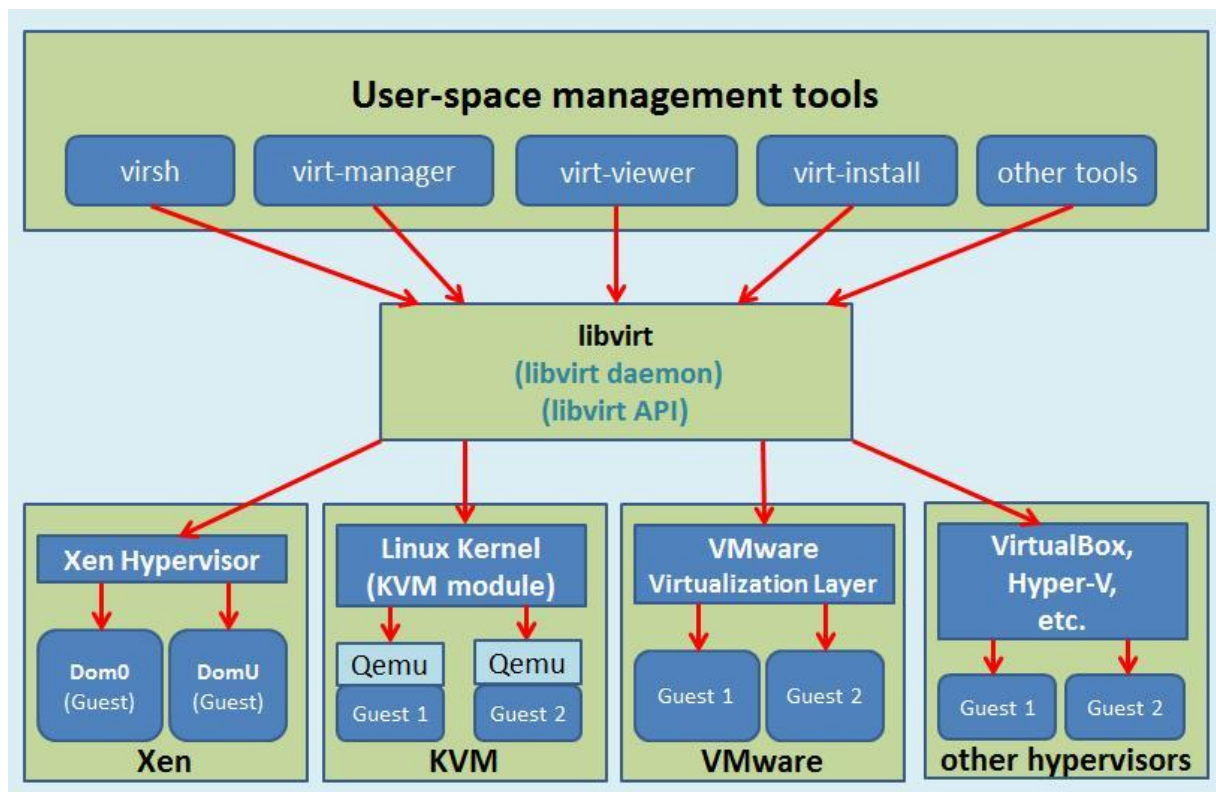 User-space management tools
virsh
virt-manager
virt-viewer
virt-install
other tools
libvirt
(libvirt daemon)
(libvirt API)
Xen Hypervisor
Dom0
(Guest)
DomU
(Guest)
Xen
Linux Kernel
(KVM module)
Qemu
Guest 1
Qemu
Guest 2
KVM
VMware
Virtualization Layer
Guest 1
Guest 2
VMware
VirtualBox,
Hyper-V,
etc.
Guest 1
Guest 2
other hypervisors